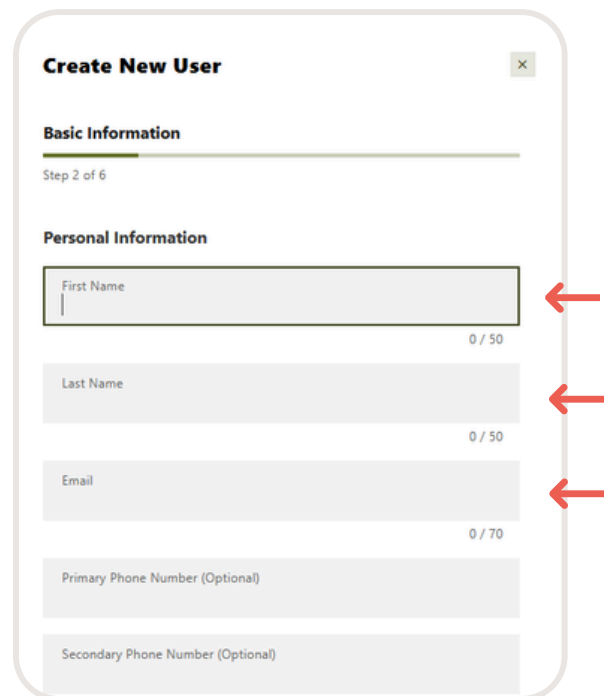 Create New User
×
Basic Information
Step 2 of 6
Personal Information
First Name
0 / 50
Last Name
0 / 50
Email
0 / 70
Primary Phone Number (Optional)
Secondary Phone Number (Optional)